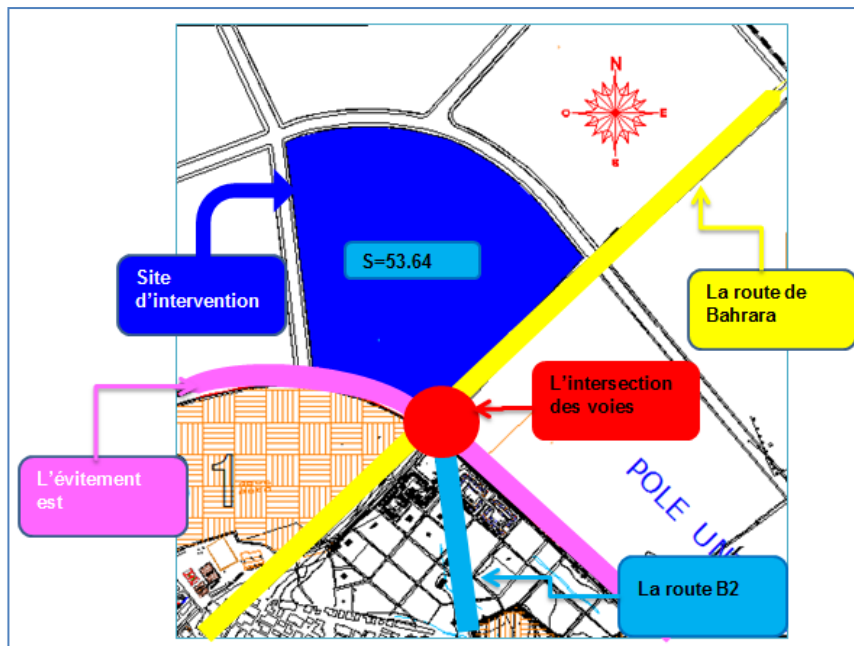 N
O
E
S
S=53.64
Site
d'intervention
La route de
Bahrara
L'intersection
des voies
L'évitement
est
1
POLE UN
La route B2